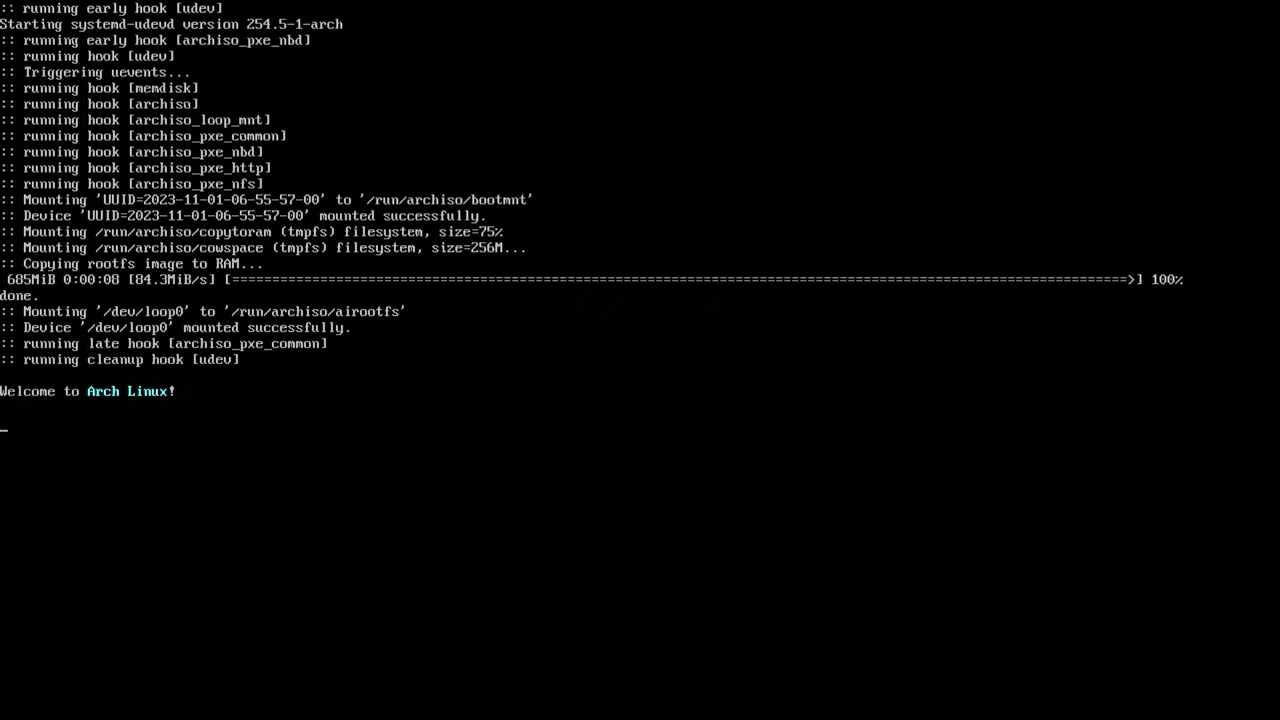 :: running early hook [udev]
Starting systemd-udevd version 254.5-1-arch
:: running early hook [archiso_pxe_nbd]
:: running hook [udev]
:: Triggering uevents...
:: running hook [memdisk]
:: running hook [archiso]
:: running hook [archiso_loop_mnt]
:: running hook [archiso_pxe_common]
:: running hook [archiso_pxe_nbd]
:: running hook [archiso_pxe_http]
:: running hook [archiso_pxe_nfs]
:: Mounting 'UUID=2023-11-01-06-55-57-00' to '/run/archiso/bootmnt'
:: Device 'UUID=2023-11-01-06-55-57-00' mounted successfully.
:: Mounting /run/archiso/copytoram (tmpfs) filesystem, size=75%
:: Mounting /run/archiso/cowspace (tmpfs) filesystem, size=256M...
:: Copying rootfs image to RAM...
685MiB 0:00:08 [84.3MiB/s] [================================================================================================================>] 100%
done.
:: Mounting '/dev/loop0' to '/run/archiso/airootfs'
:: Device '/dev/loop0' mounted successfully.
:: running late hook [archiso_pxe_common]
:: running cleanup hook [udev]
Welcome to Arch Linux!
_